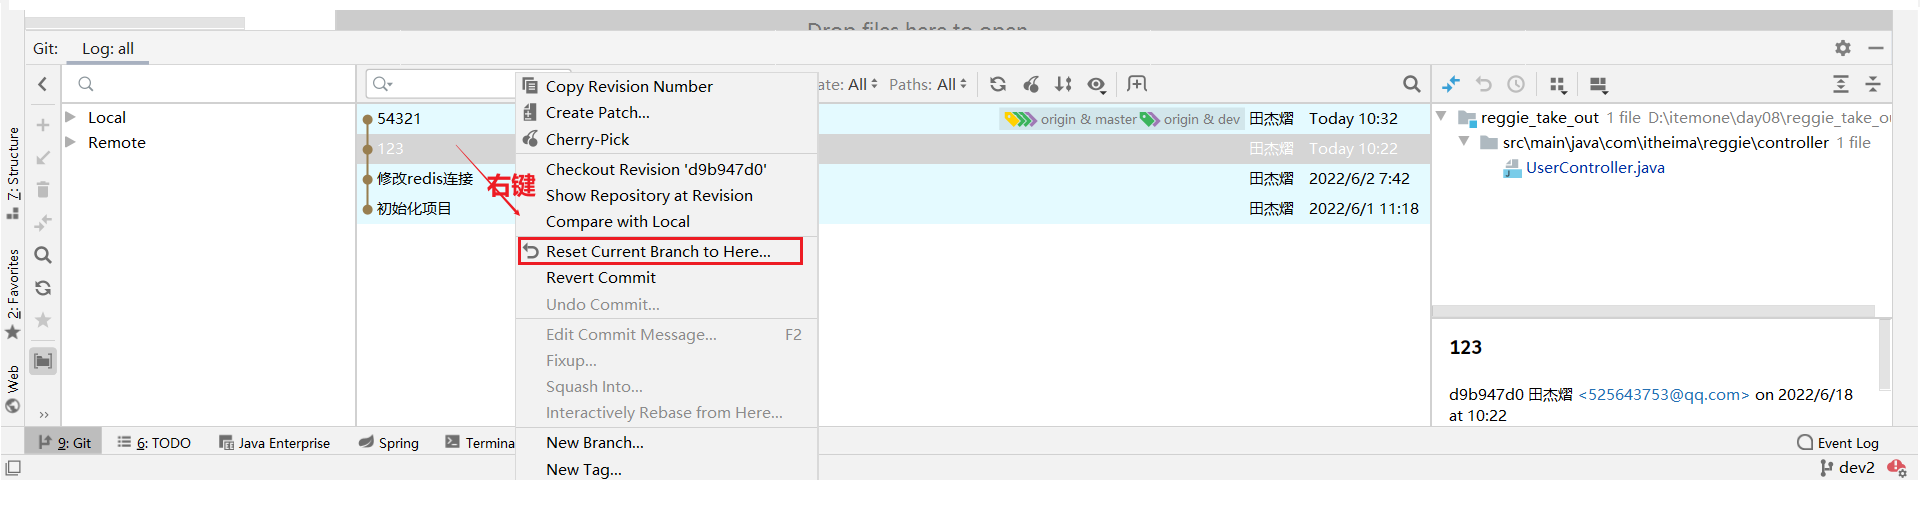 Drop files here to open
Git: Log: all
ate: All Paths: All
Local
Remote
54321 origin & master origin & dev 田杰熠 Today 10:32
123 田杰熠 Today 10:22
修改redis连接 田杰熠 2022/6/2 7:42
初始化项目 田杰熠 2022/6/1 11:18
右键
Copy Revision Number
Create Patch...
Cherry-Pick
Checkout Revision 'd9b947d0'
Show Repository at Revision
Compare with Local
Reset Current Branch to Here...
Revert Commit
Undo Commit...
Edit Commit Message... F2
Fixup...
Squash Into...
Interactively Rebase from Here...
New Branch...
New Tag...
reggie_take_out 1 file D:\itemone\day08\reggie_take_ou
src\main\java\com\itheima\reggie\controller 1 file
UserController.java
123
d9b947d0 田杰熠 <525643753@qq.com> on 2022/6/18
at 10:22
7: Structure
2: Favorites
Web
9: Git 6: TODO Java Enterprise Spring Termina
Event Log
dev2